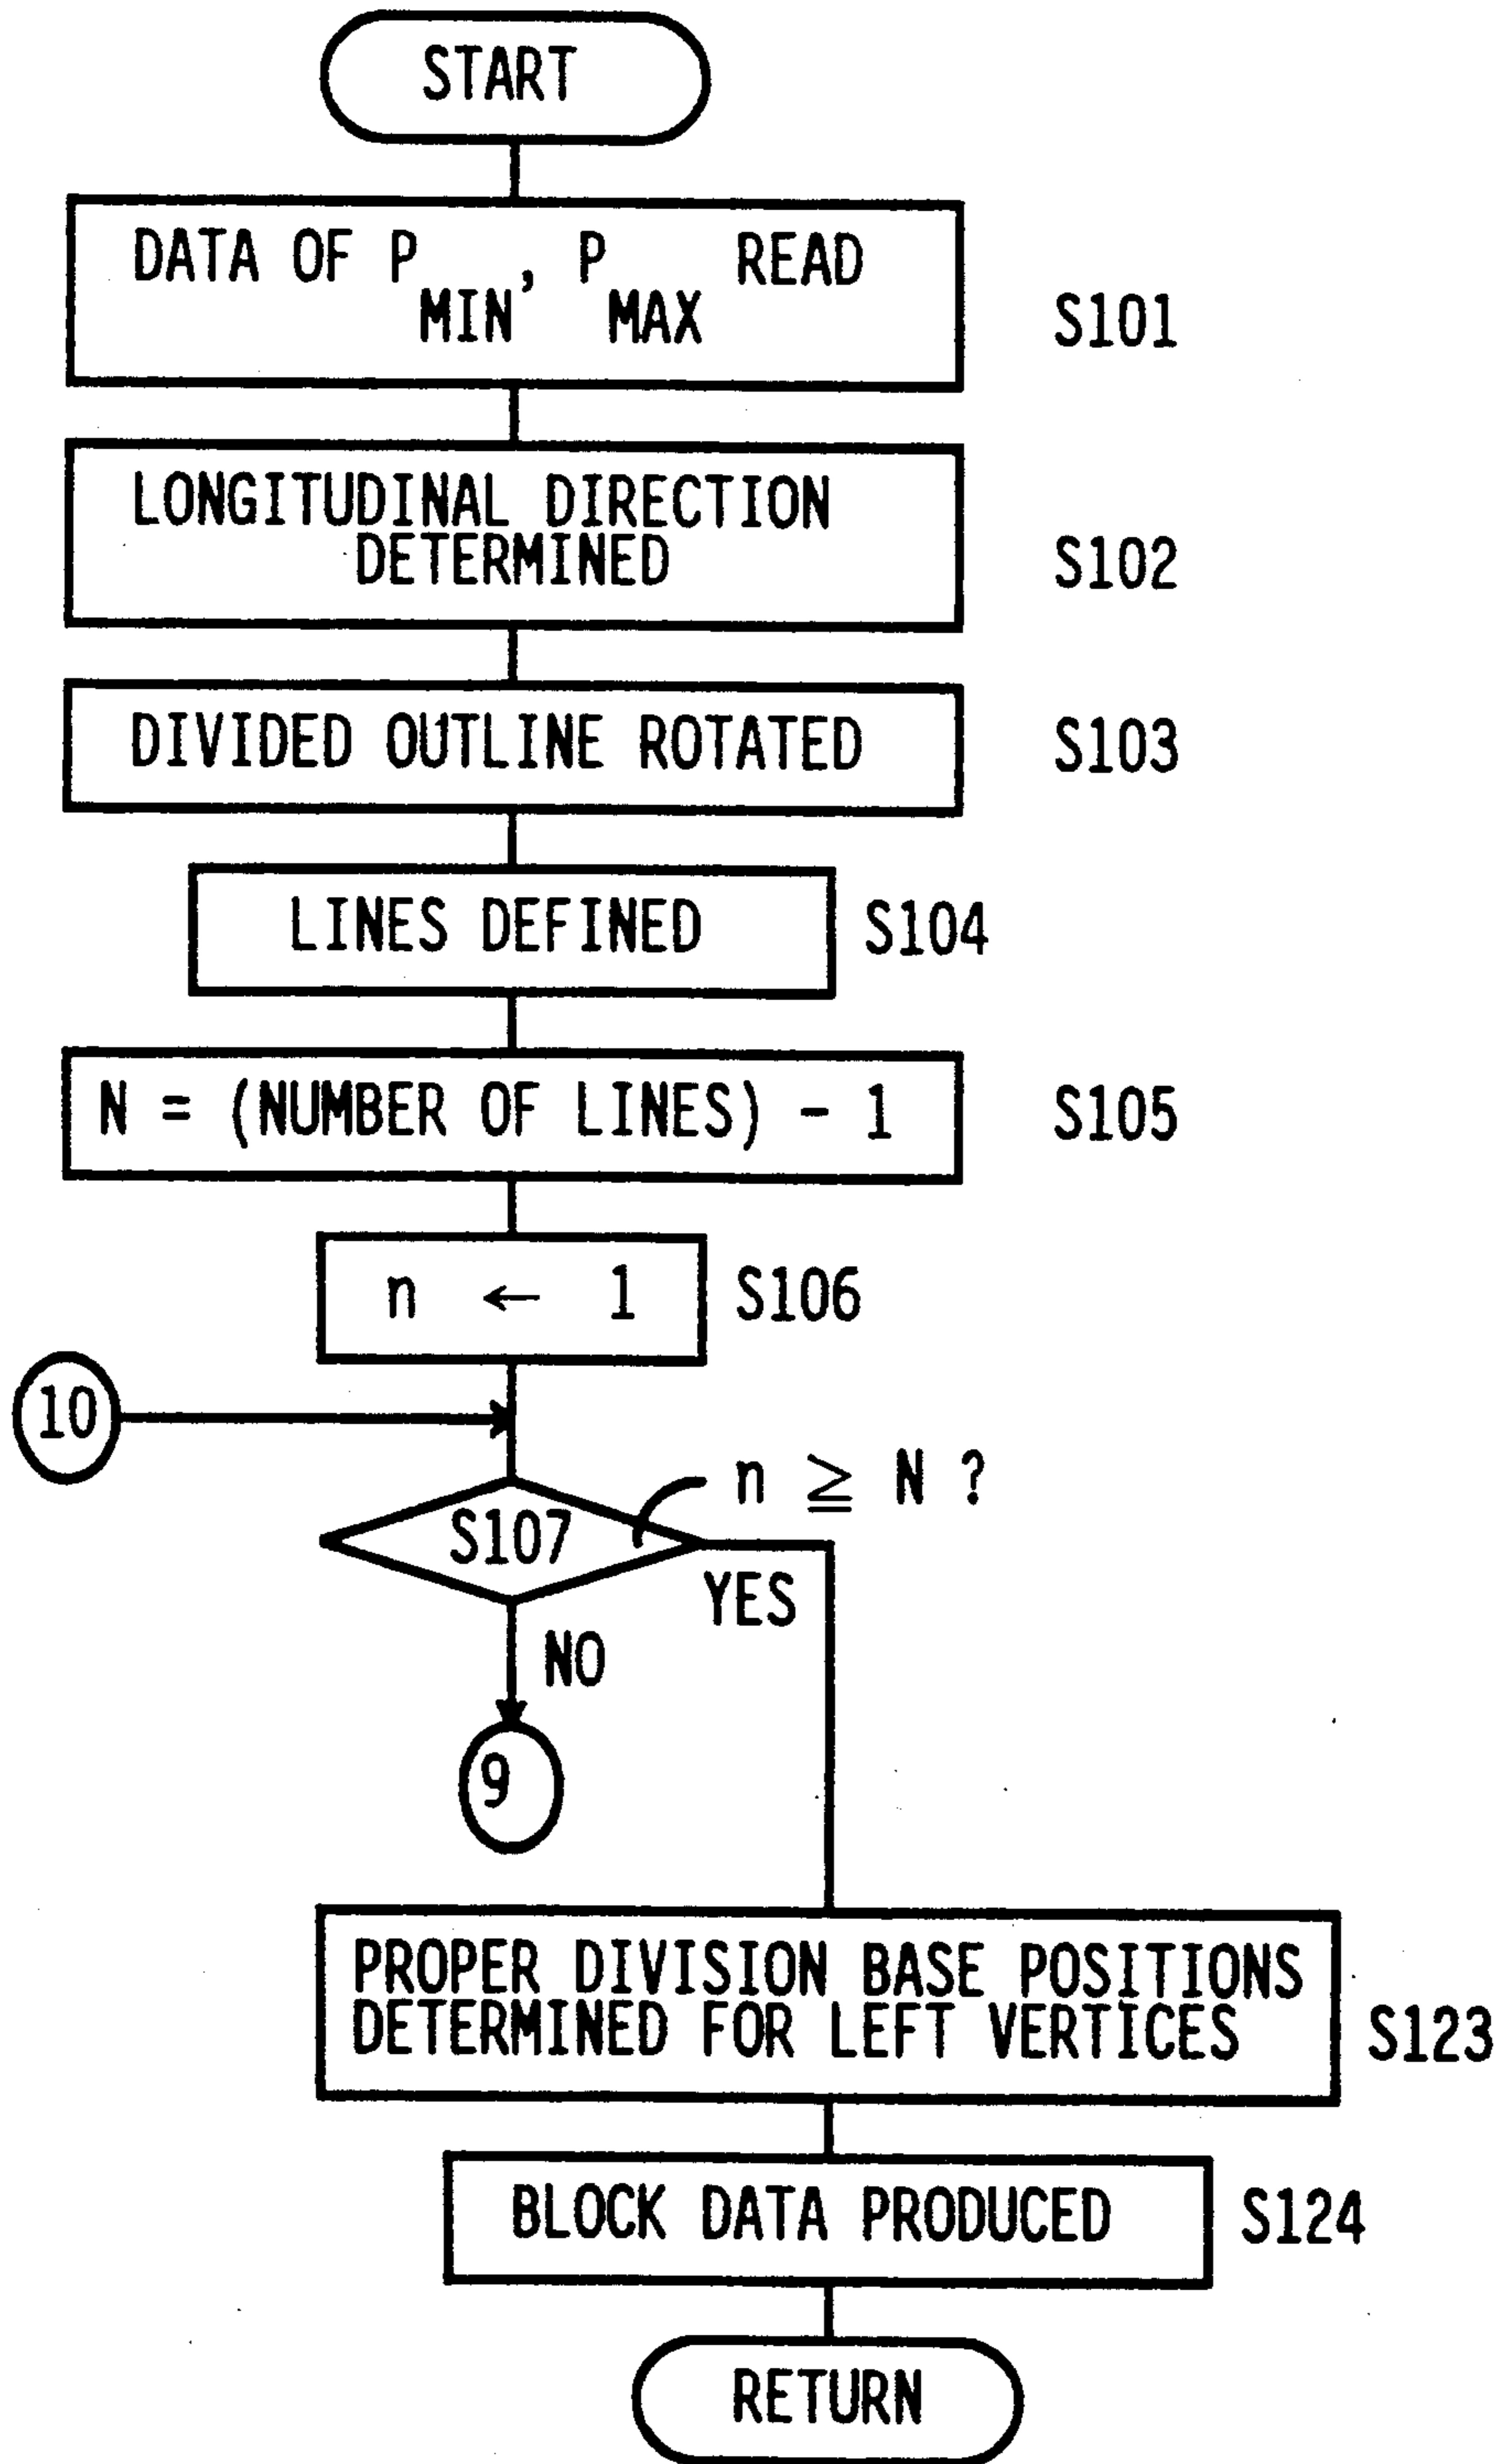 START
DATA OF P MIN, P MAX READ
S101
LONGITUDINAL DIRECTION
DETERMINED
S102
DIVIDED OUTLINE ROTATED
S103
LINES DEFINED
S104
N = (NUMBER OF LINES) - 1
S105
n ← 1
S106
10
n ≧ N ?
S107
YES
NO
9
PROPER DIVISION BASE POSITIONS
DETERMINED FOR LEFT VERTICES
S123
BLOCK DATA PRODUCED
S124
RETURN